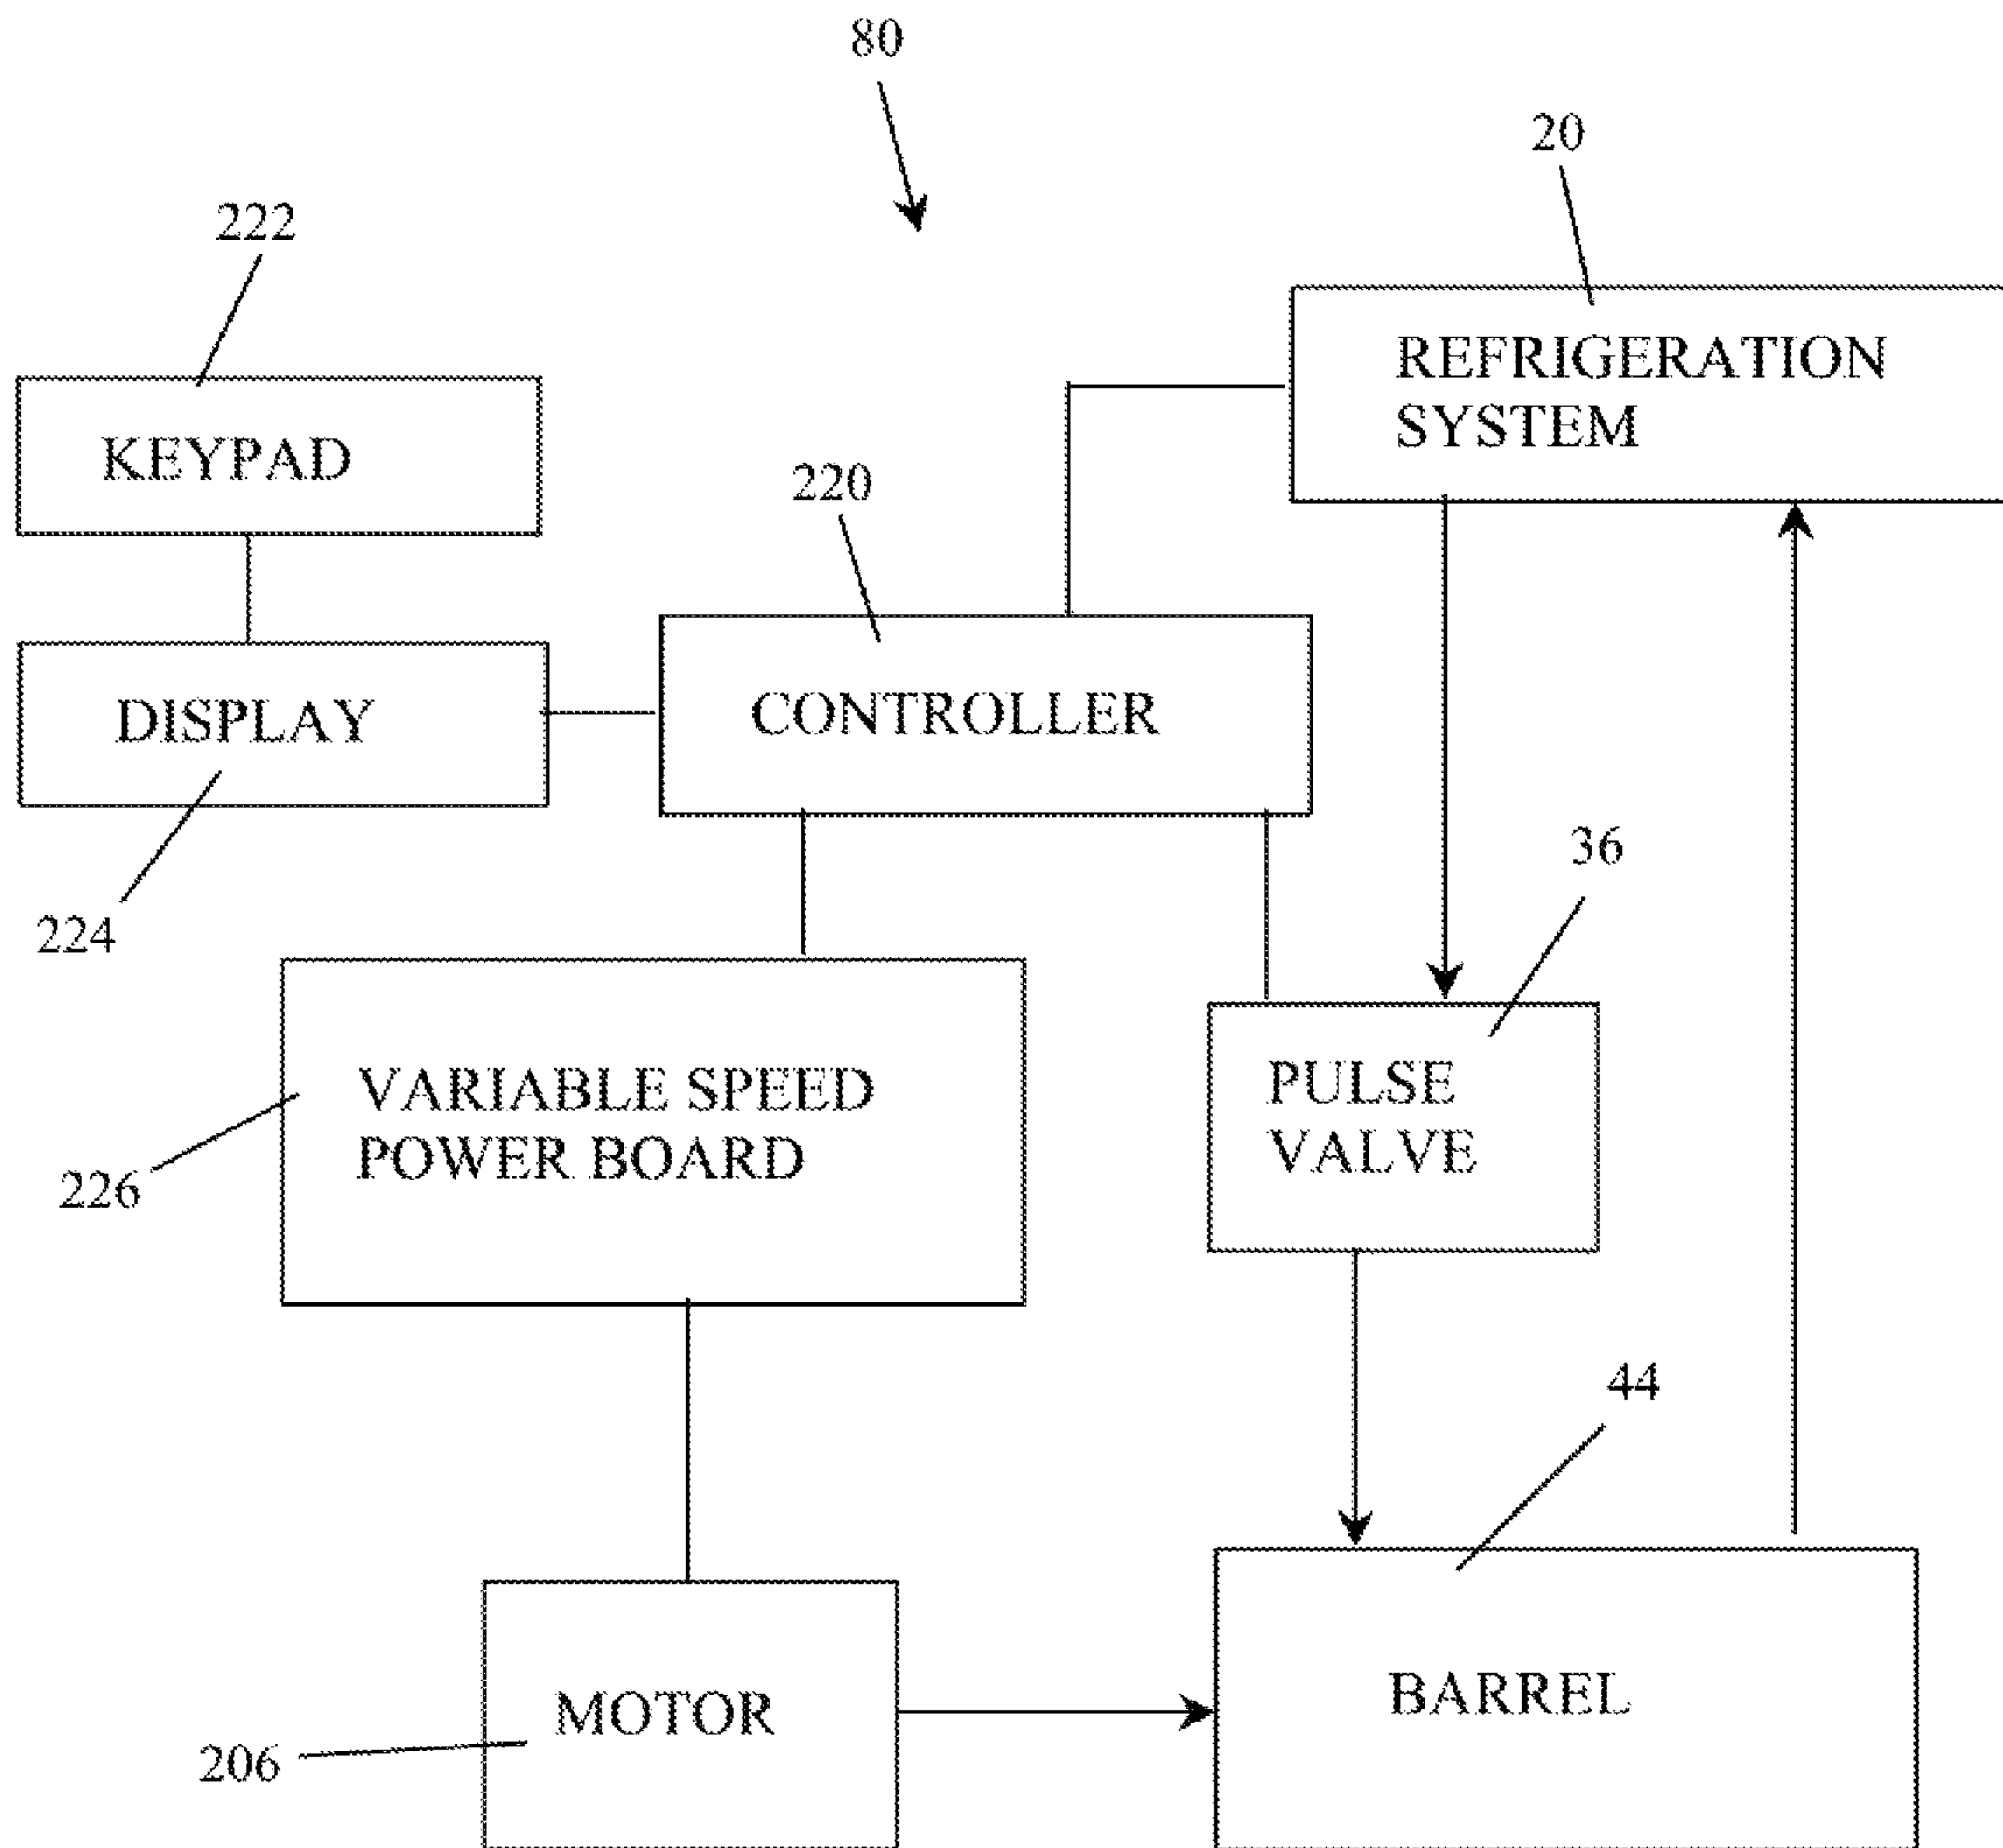 80
20
222
REFRIGERATION
SYSTEM
KEYPAD
220
DISPLAY
CONTROLLER
36
224
VARIABLE SPEED
POWER BOARD
PULSE
VALVE
226
44
MOTOR
BARREL
206